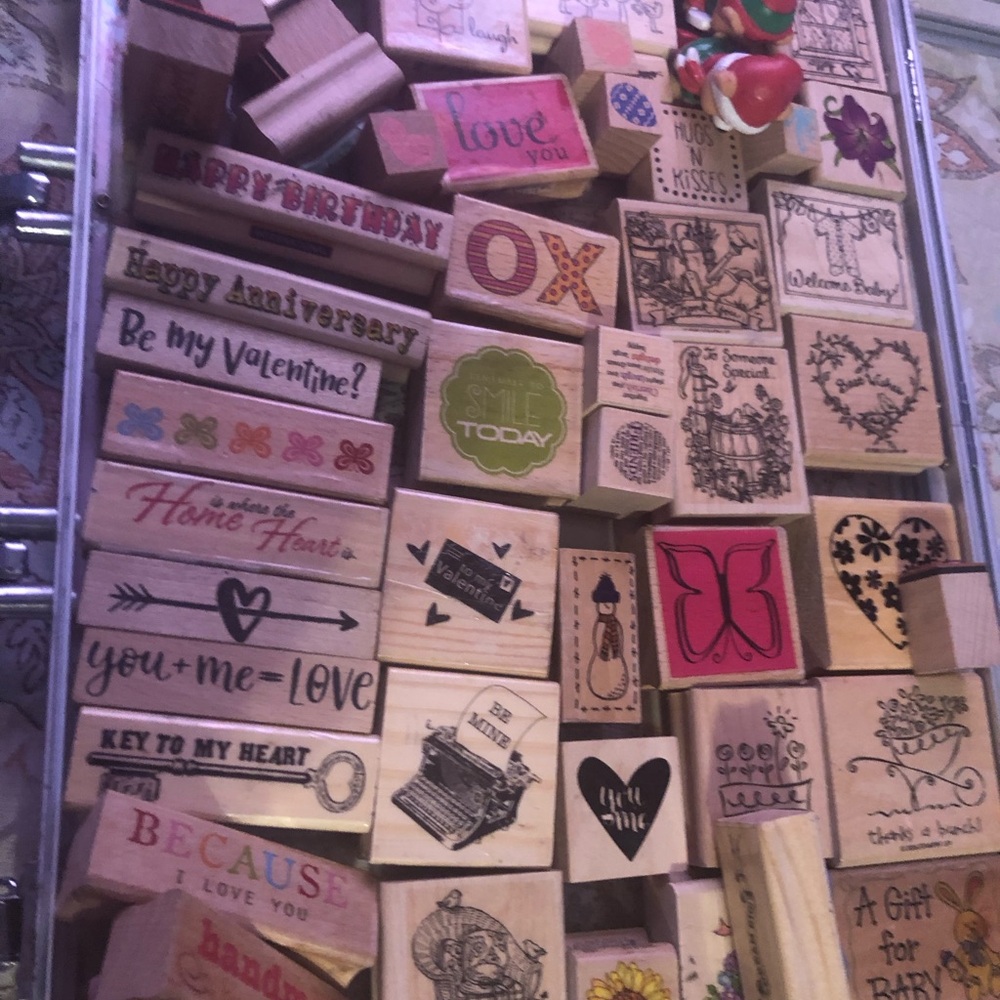 laugh
love
you
HUGS
N
KISSES
HAPPY BIRTHDAY
OX
Welcome Baby!
Happy Anniversary
Be my Valentine?
SMILE
TODAY
To Someone
Special
Best Wishes
Home is where the
Heart is
to my
Valentine
you+me=LOVE
KEY TO MY HEART
BE
MINE
you
+me
thanks a bunch!
BECAUSE
I LOVE YOU
A Gift
for
BABY